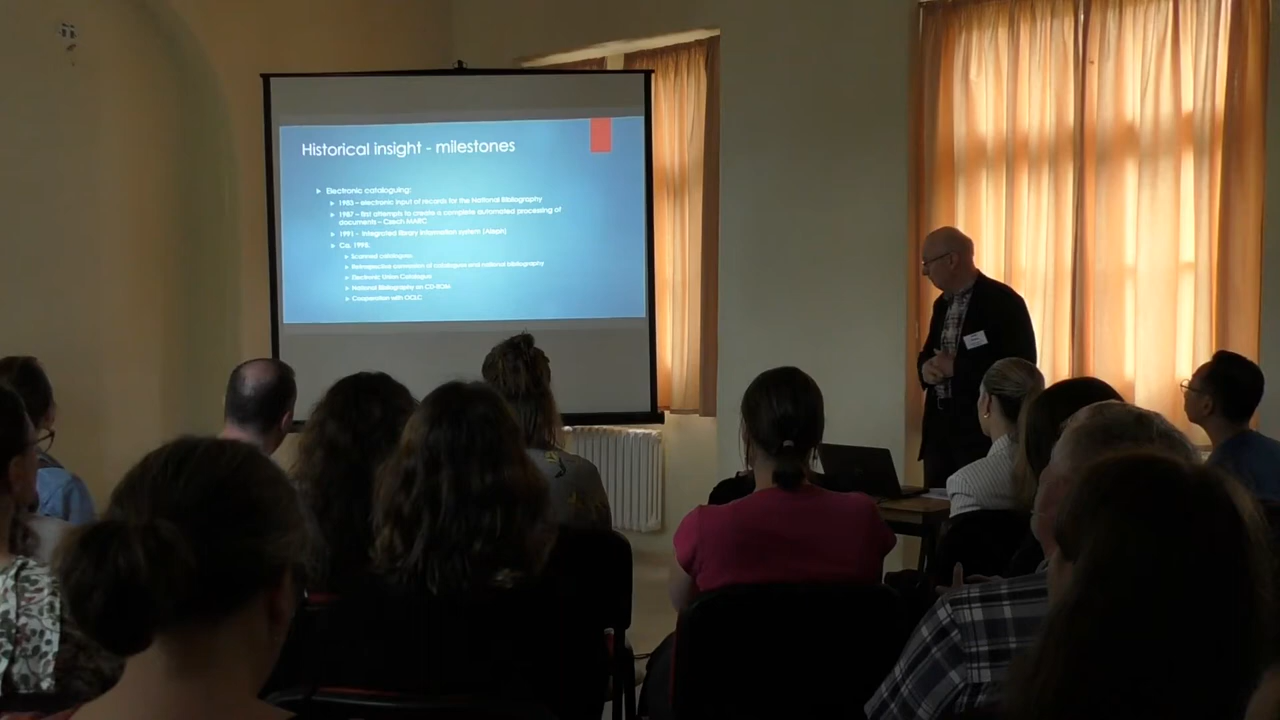 Historical insight - milestones
Electronic cataloguing:
1983 – electronic input of records for the National Bibliography
1987 – first attempts to create a complete automated processing of
documents – Czech MARC
1991 – Integrated library information system (Aleph)
Ca. 1995:
Scanned catalogues
Retrospective conversion of catalogues and national bibliography
Electronic Union Catalogue
National Bibliography on CD-ROM
Cooperation with OCLC